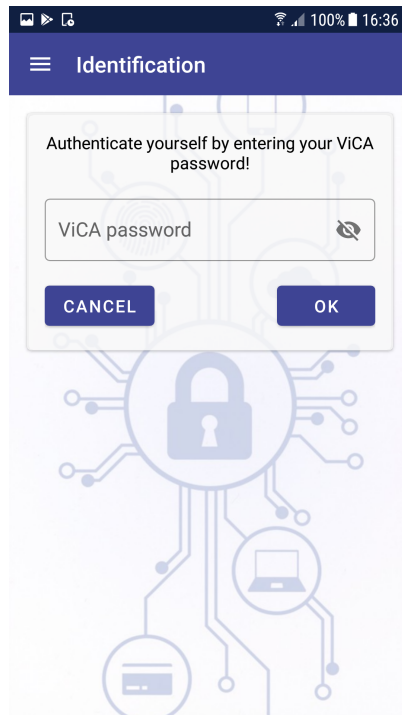 100% 16:36
Identification
Authenticate yourself by entering your ViCA
password!
ViCA password
CANCEL
OK